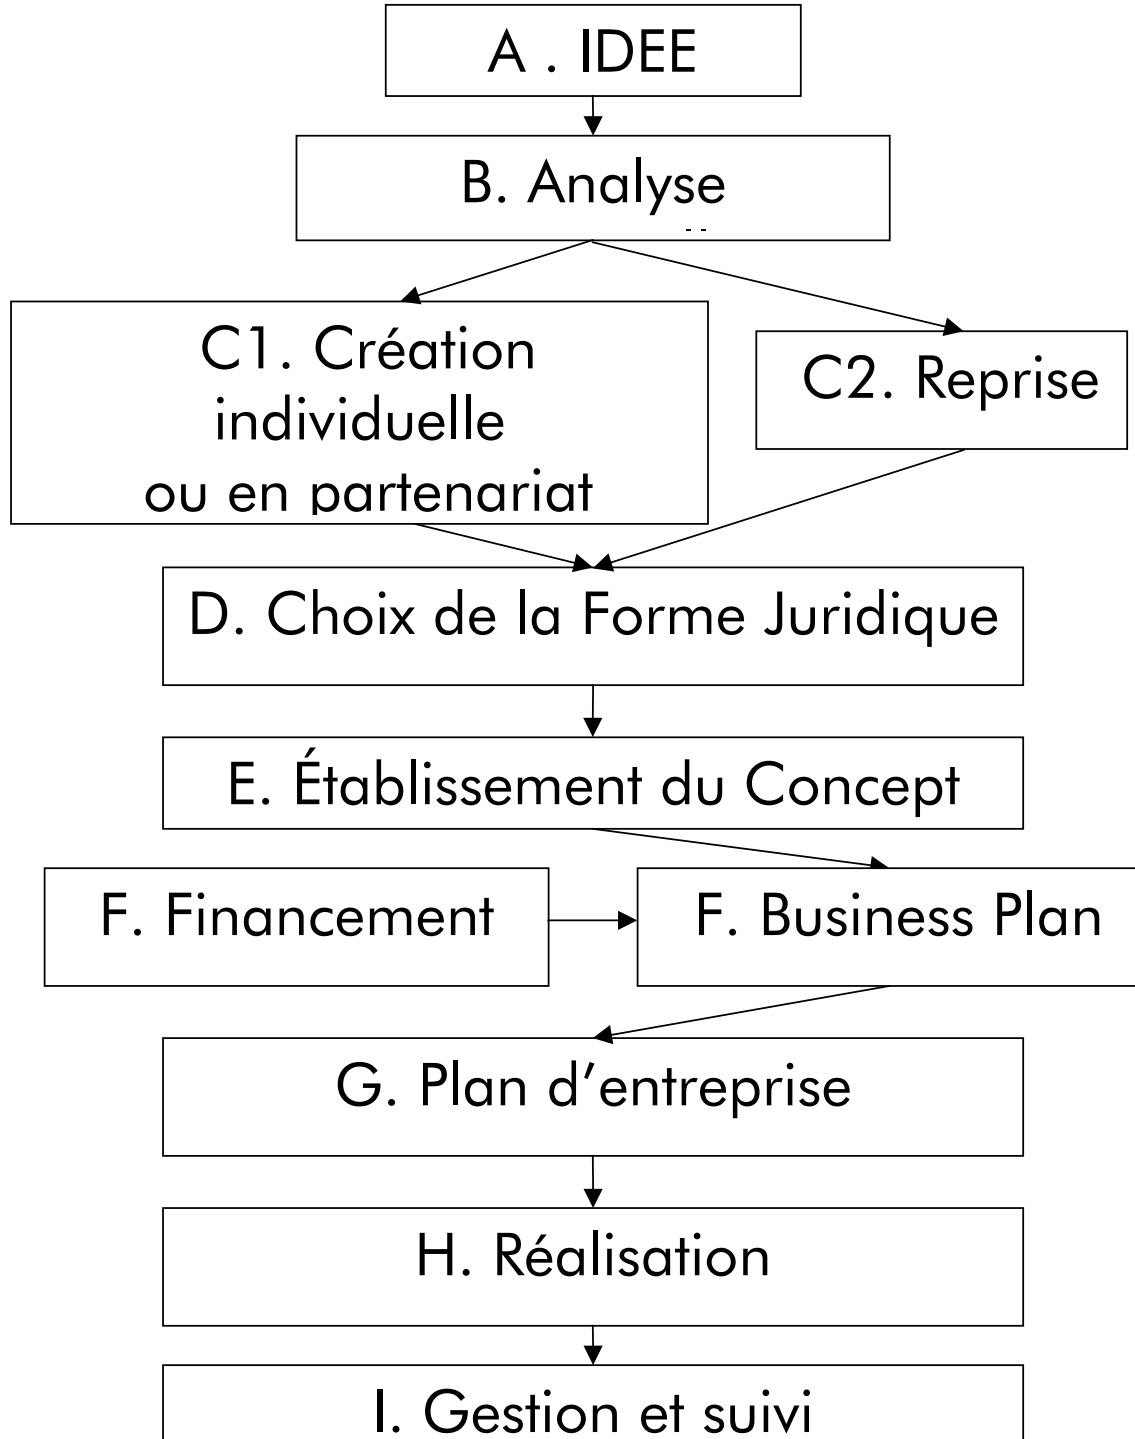 A . IDEE
B. Analyse
C1. Création
individuelle
ou en partenariat
C2. Reprise
D. Choix de la Forme Juridique
E. Établissement du Concept
F. Financement
F. Business Plan
G. Plan d’entreprise
H. Réalisation
I. Gestion et suivi